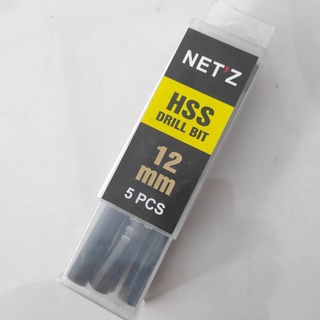 NET'Z
HSS
DRILL BIT
12
mm
5 PCS